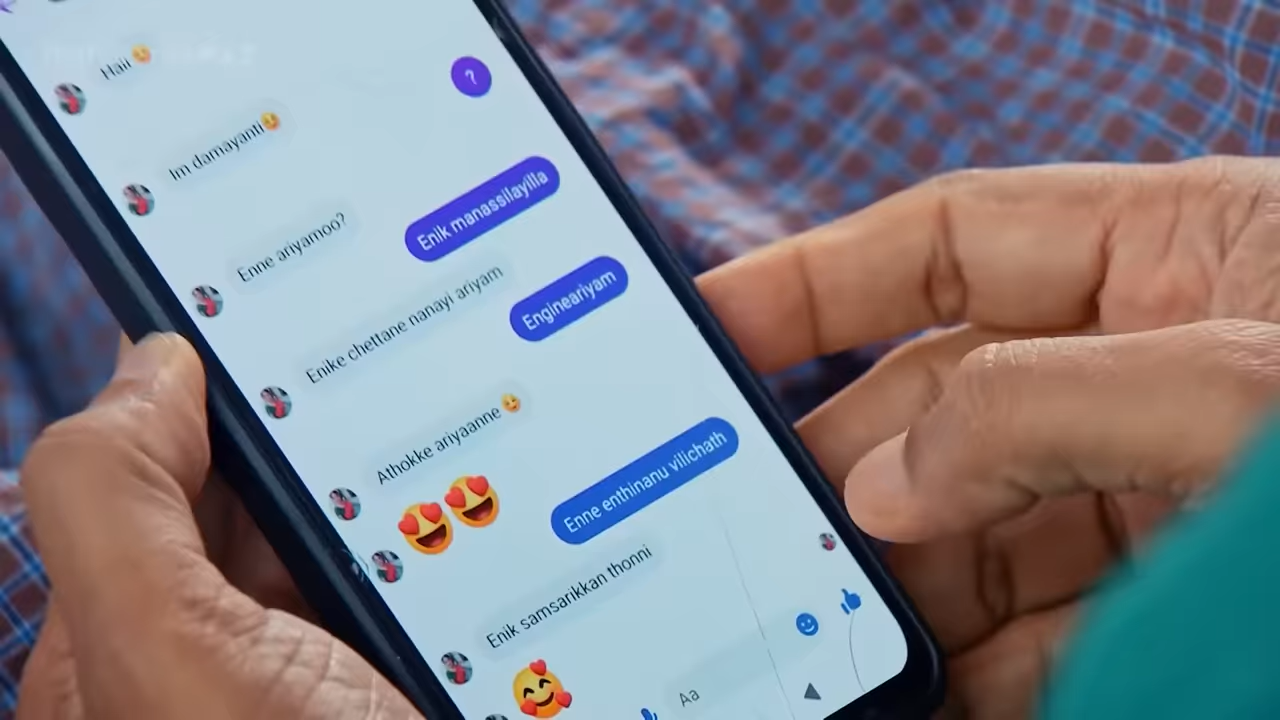 Haii😉
?
Im damayanti😉
Enik manassilayilla
Enne ariyamoo?
Engineariyam
Enike chettane nanayi ariyam
Athokke ariyaanne😉
😍😍
Enne enthinanu vilichath
Enik samsarikkan thonni
🥰
Aa